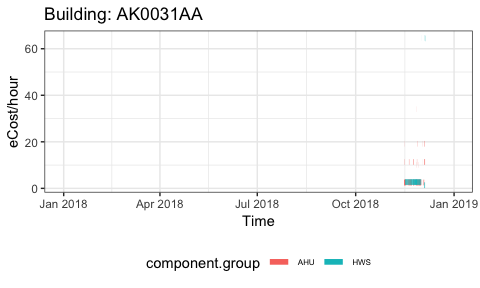 Building: AK0031AA
eCost/hour
60
40
20
0
Jan 2018 Apr 2018 Jul 2018 Oct 2018 Jan 2019
Time
component.group AHU HWS